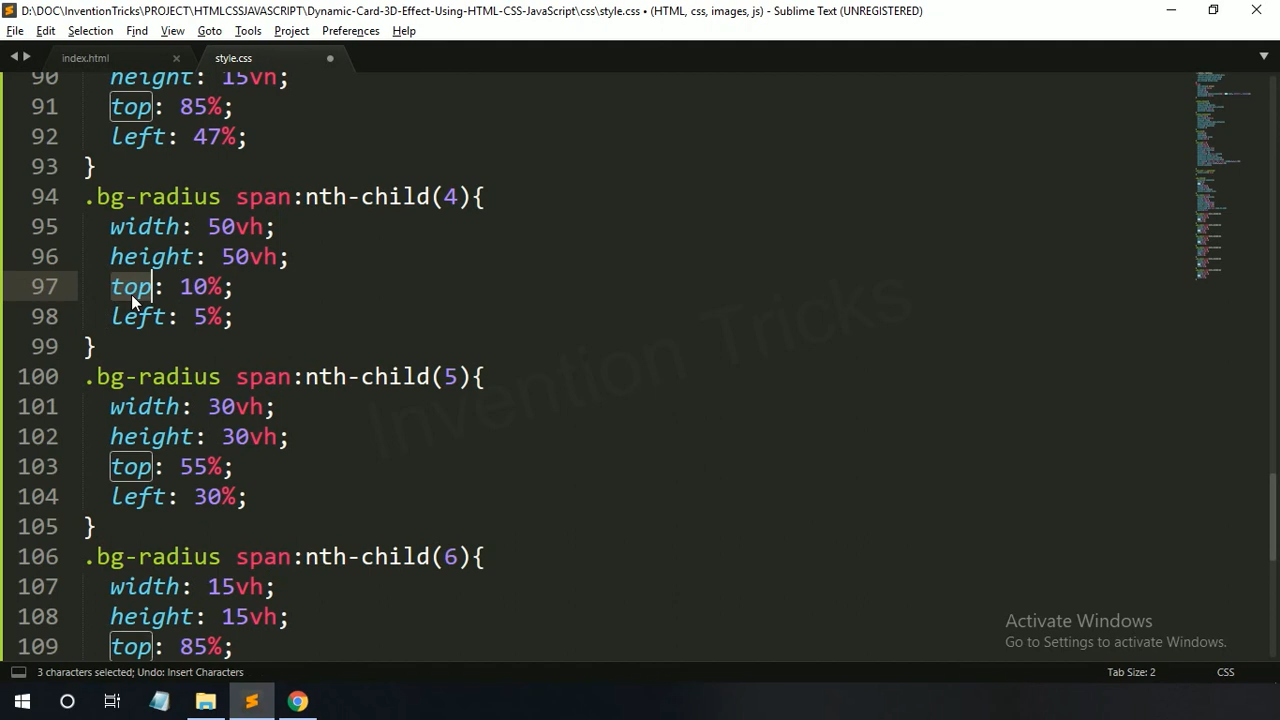 D:\DOC\InventionTricks\PROJECT\HTMLCSSJAVASCRIPT\Dynamic-Card-3D-Effect-Using-HTML-CSS-JavaScript\css\style.css • (HTML, css, images, js) - Sublime Text (UNREGISTERED)
File Edit Selection Find View Goto Tools Project Preferences Help
index.html style.css
90 height: 15vh;
91 top: 85%;
92 left: 47%;
93 }
94 .bg-radius span:nth-child(4){
95 width: 50vh;
96 height: 50vh;
97 top: 10%;
98 left: 5%;
99 }
100 .bg-radius span:nth-child(5){
101 width: 30vh;
102 height: 30vh;
103 top: 55%;
104 left: 30%;
105 }
106 .bg-radius span:nth-child(6){
107 width: 15vh;
108 height: 15vh;
109 top: 85%;
Invention Tricks
Activate Windows
Go to Settings to activate Windows.
3 characters selected; Undo: Insert Characters Tab Size: 2 CSS